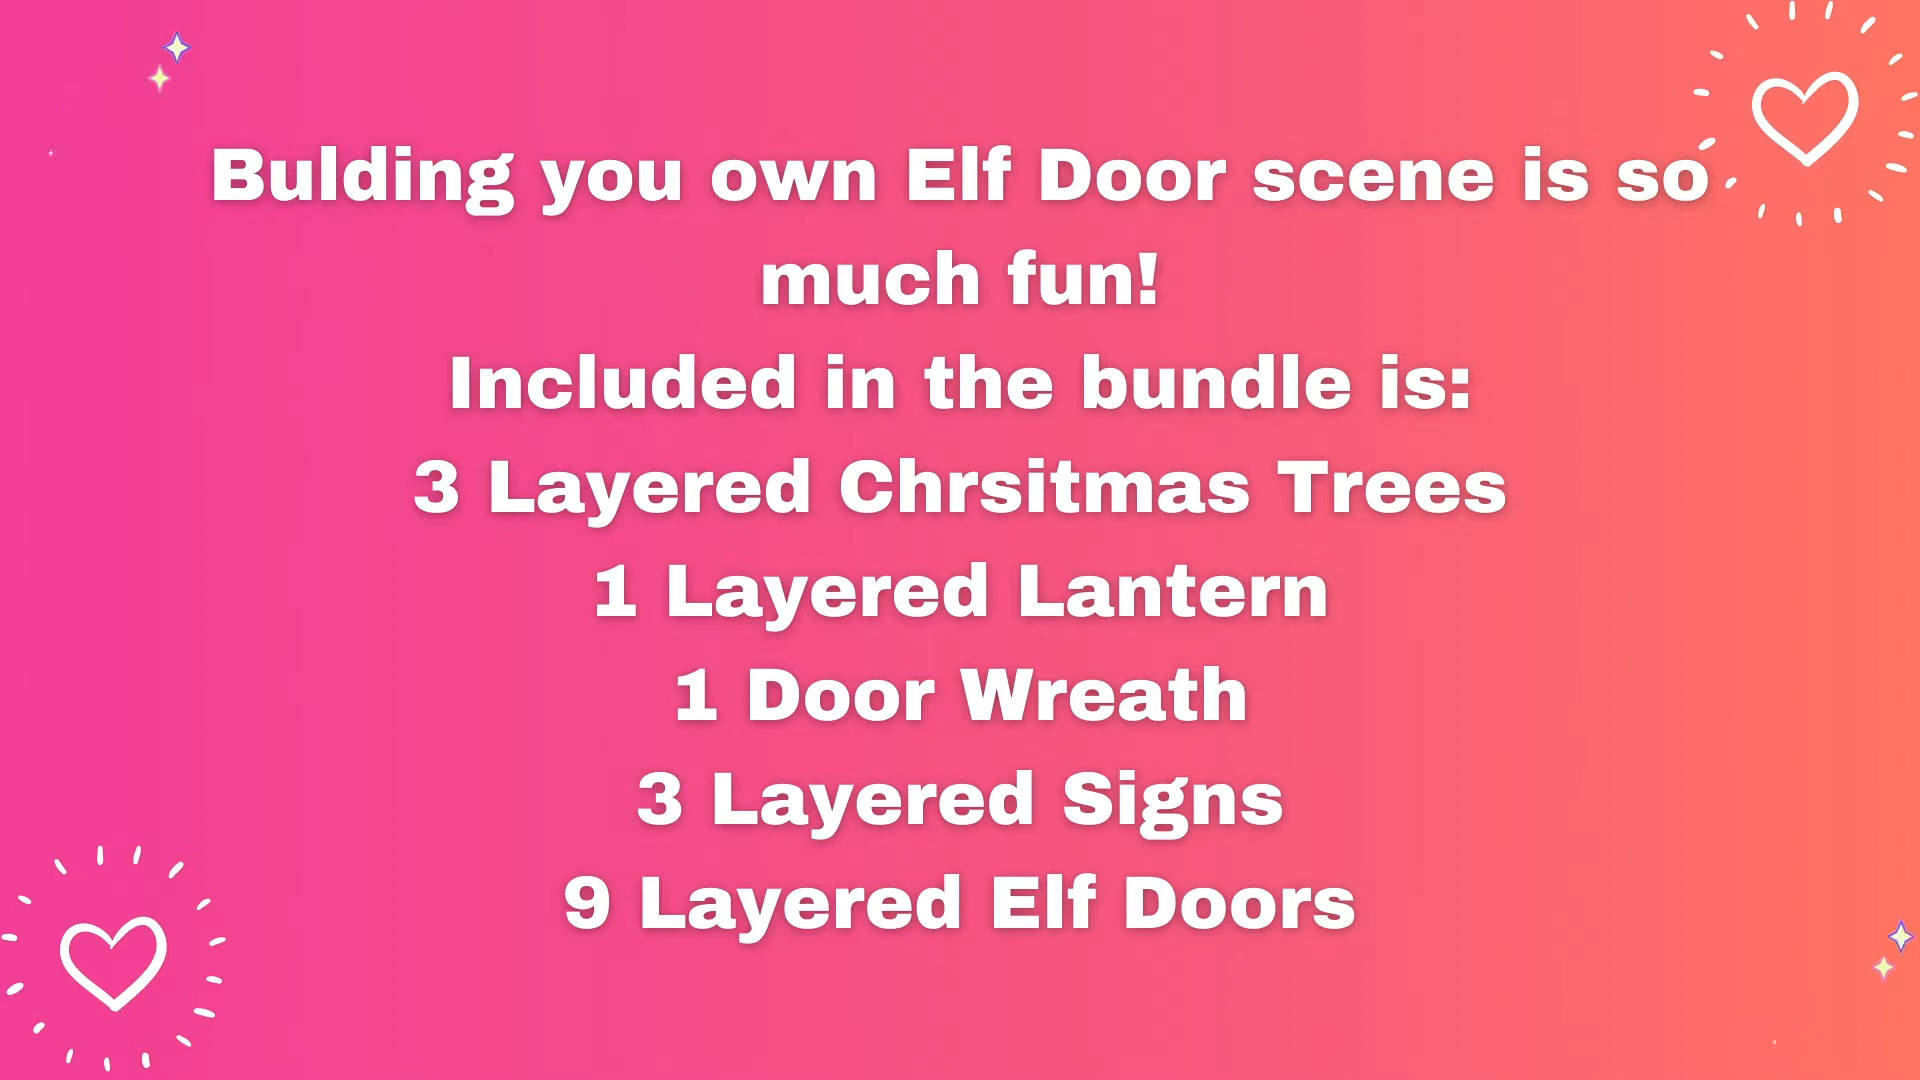 Bulding you own Elf Door scene is so
much fun!
Included in the bundle is:
3 Layered Chrsitmas Trees
1 Layered Lantern
1 Door Wreath
3 Layered Signs
9 Layered Elf Doors